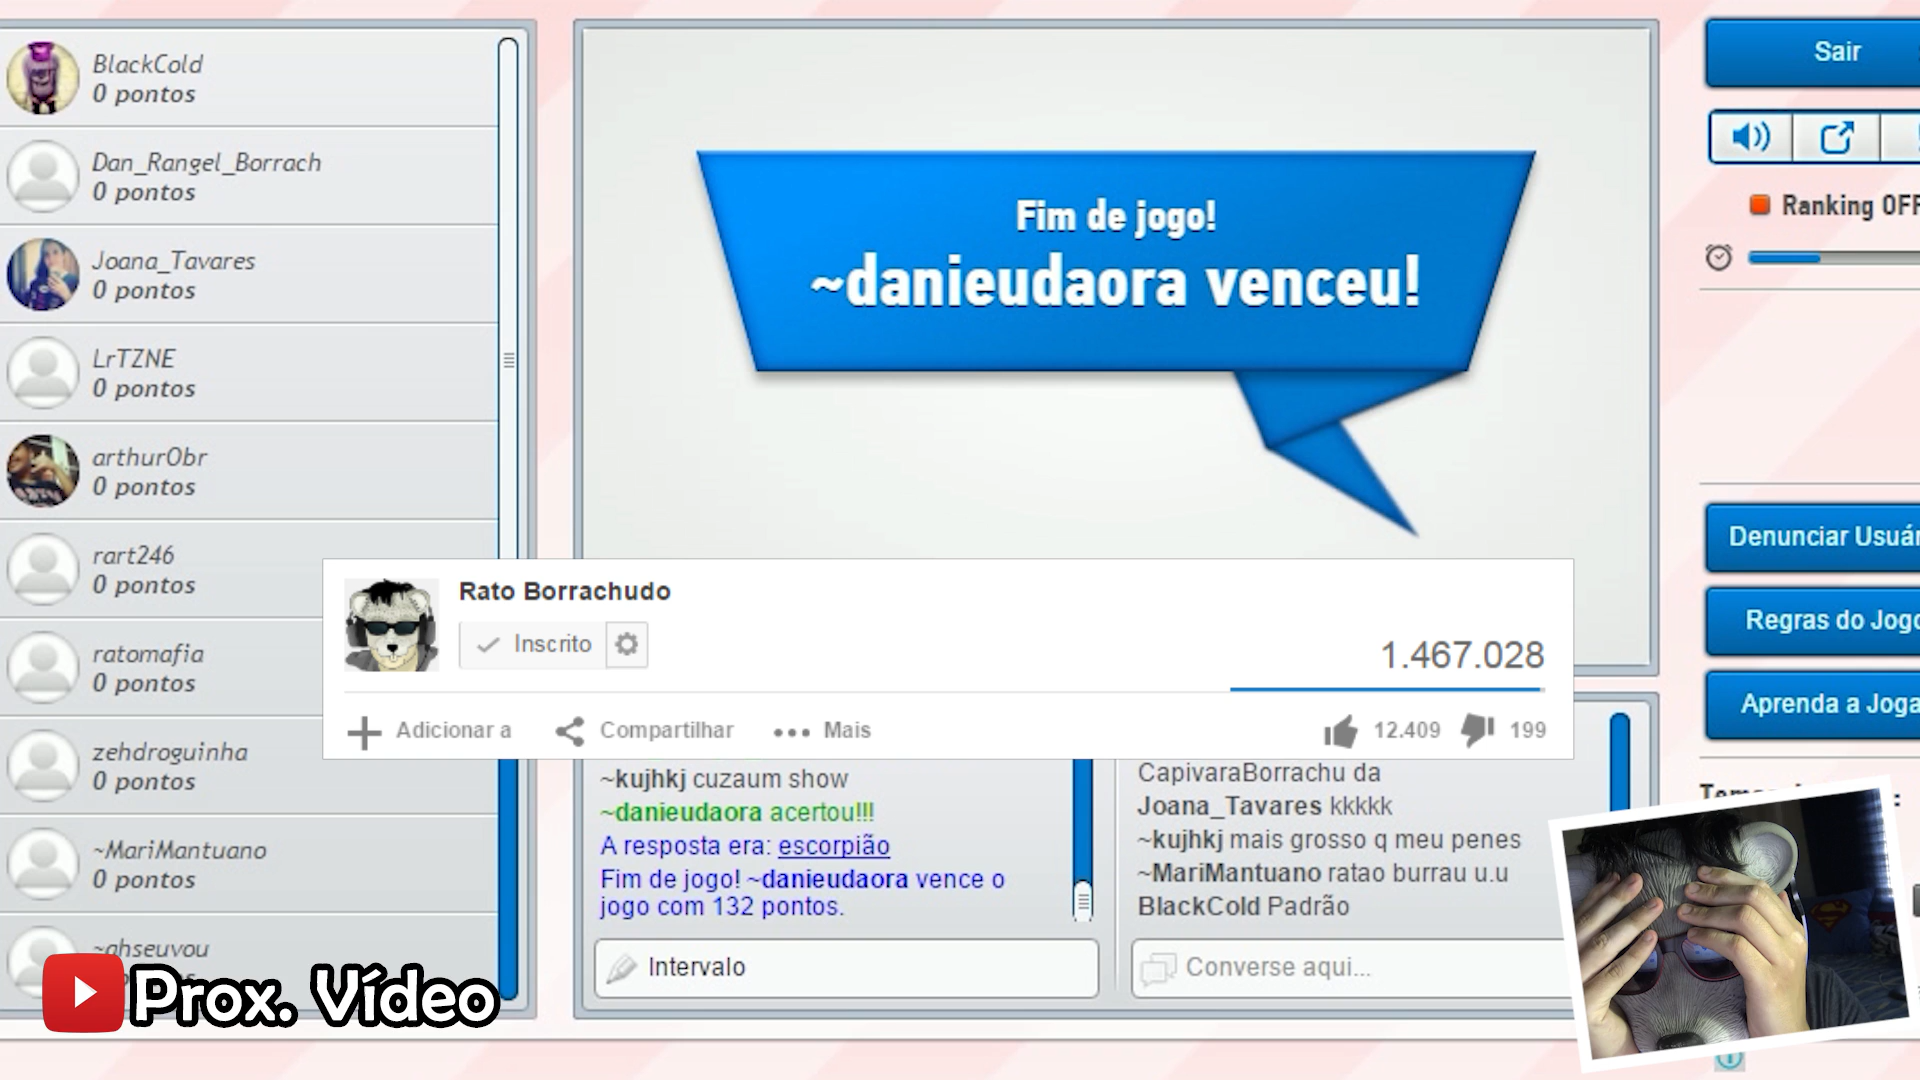 BlackCold
0 pontos
Dan_Rangel_Borrach
0 pontos
Joana_Tavares
0 pontos
LrTZNE
0 pontos
arthurObr
0 pontos
rart246
0 pontos
ratomafia
0 pontos
zehdroguinha
0 pontos
~MariMantuano
0 pontos
~ahseuvou
Prox. Vídeo
Fim de jogo!
~danieudaora venceu!
Rato Borrachudo
Inscrito
1.467.028
Adicionar a
Compartilhar
Mais
12.409
199
~kujhkj cuzaum show
~danieudaora acertou!!!
A resposta era: escorpião
Fim de jogo! ~danieudaora vence o
jogo com 132 pontos.
Intervalo
CapivaraBorrachu da
Joana_Tavares kkkkk
~kujhkj mais grosso q meu penes
~MariMantuano ratao burrau u.u
BlackCold Padrão
Converse aqui...
Sair
Ranking OFF
Denunciar Usuár
Regras do Jogo
Aprenda a Joga